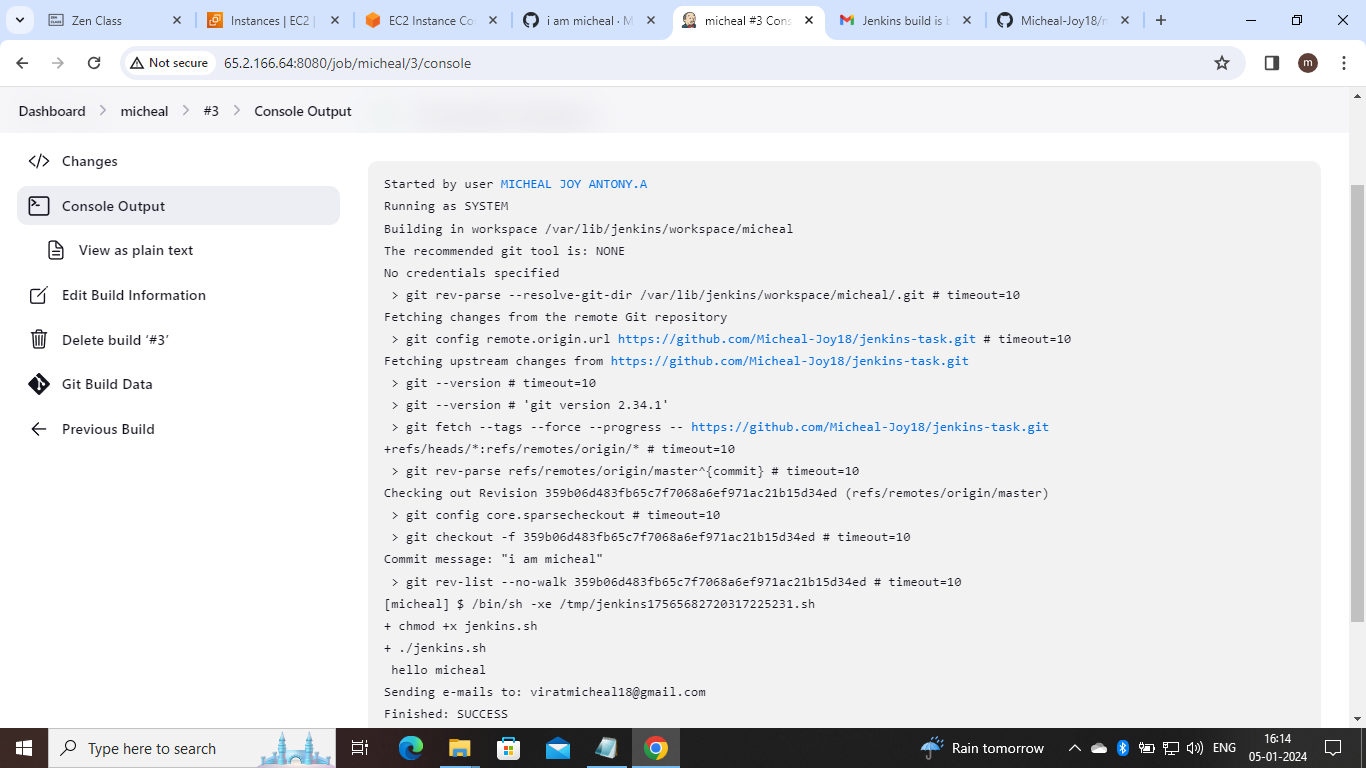 Zen Class
Instances | EC2 |
EC2 Instance Co
i am micheal · M
micheal #3 Cons
Jenkins build is b
Micheal-Joy18/
Not secure
65.2.166.64:8080/job/micheal/3/console
m
Dashboard
micheal
#3
Console Output
Changes
Console Output
View as plain text
Edit Build Information
Delete build ‘#3’
Git Build Data
Previous Build
Started by user MICHEAL JOY ANTONY.A
Running as SYSTEM
Building in workspace /var/lib/jenkins/workspace/micheal
The recommended git tool is: NONE
No credentials specified
> git rev-parse --resolve-git-dir /var/lib/jenkins/workspace/micheal/.git # timeout=10
Fetching changes from the remote Git repository
> git config remote.origin.url https://github.com/Micheal-Joy18/jenkins-task.git # timeout=10
Fetching upstream changes from https://github.com/Micheal-Joy18/jenkins-task.git
> git --version # timeout=10
> git --version # 'git version 2.34.1'
> git fetch --tags --force --progress -- https://github.com/Micheal-Joy18/jenkins-task.git
+refs/heads/*:refs/remotes/origin/* # timeout=10
> git rev-parse refs/remotes/origin/master^{commit} # timeout=10
Checking out Revision 359b06d483fb65c7f7068a6ef971ac21b15d34ed (refs/remotes/origin/master)
> git config core.sparsecheckout # timeout=10
> git checkout -f 359b06d483fb65c7f7068a6ef971ac21b15d34ed # timeout=10
Commit message: "i am micheal"
> git rev-list --no-walk 359b06d483fb65c7f7068a6ef971ac21b15d34ed # timeout=10
[micheal] $ /bin/sh -xe /tmp/jenkins17565682720317225231.sh
+ chmod +x jenkins.sh
+ ./jenkins.sh
hello micheal
Sending e-mails to: viratmicheal18@gmail.com
Finished: SUCCESS
Type here to search
Rain tomorrow
ENG
16:14
05-01-2024